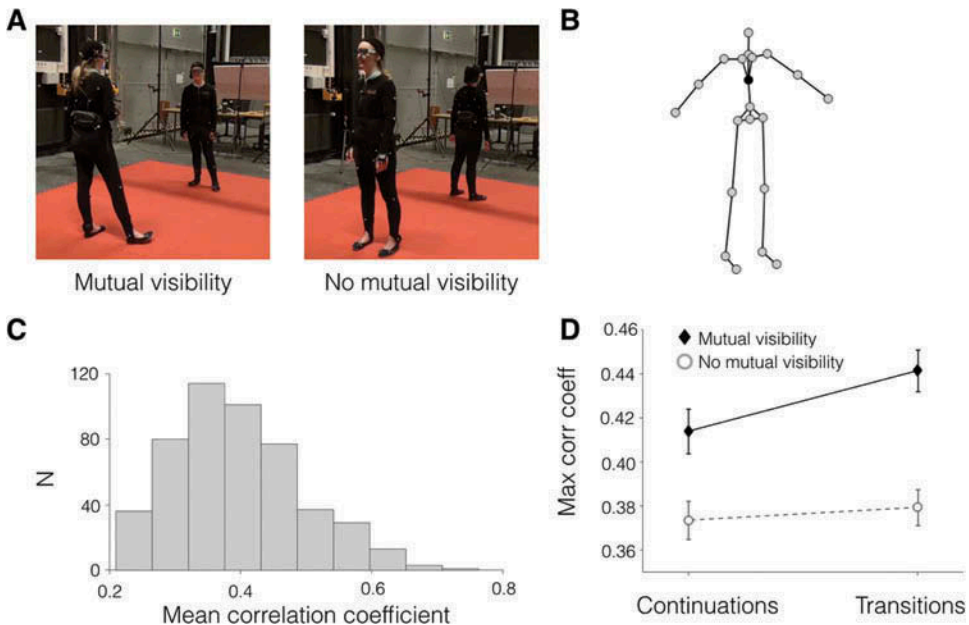 A
Mutual visibility
No mutual visibility
B
C
120
80
40
0
N
0.2
0.4
0.6
0.8
Mean correlation coefficient
D
0.46
0.44
0.42
0.40
0.38
0.36
Max corr coeff
Mutual visibility
No mutual visibility
Continuations
Transitions